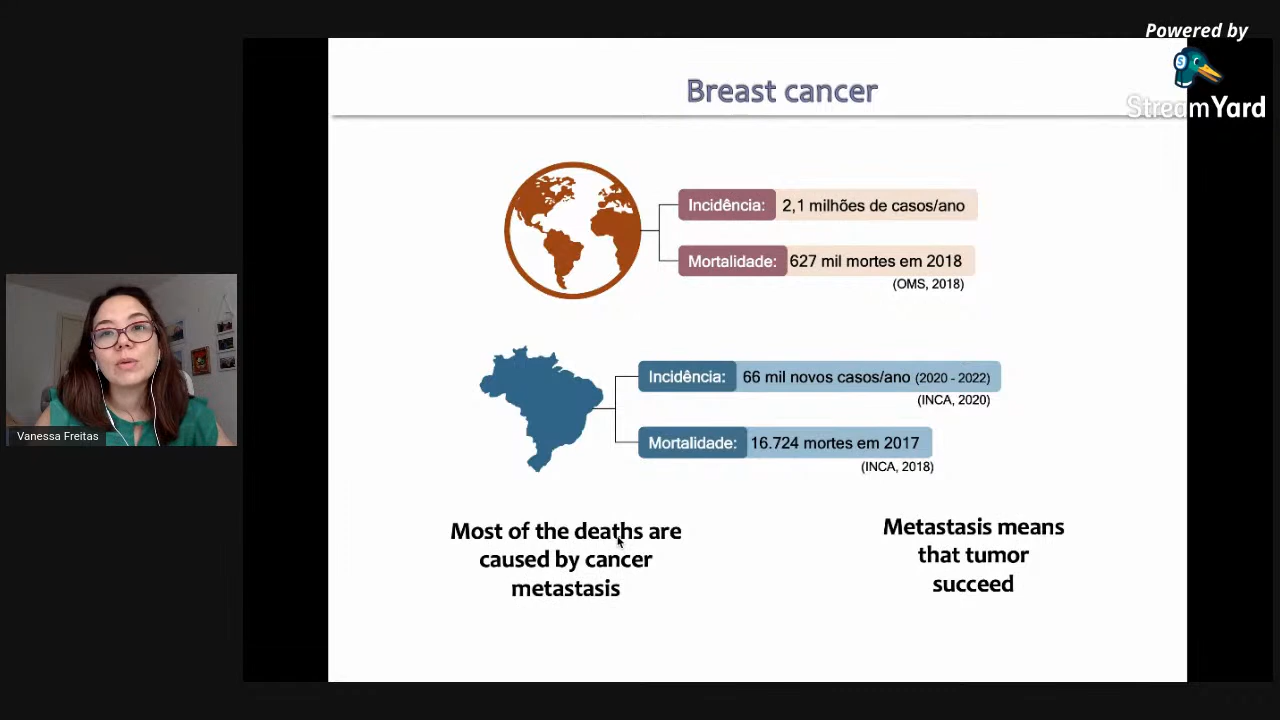 Powered by
StreamYard
Breast cancer
Incidência: 2,1 milhões de casos/ano
Mortalidade: 627 mil mortes em 2018
(OMS, 2018)
Incidência: 66 mil novos casos/ano (2020 - 2022)
(INCA, 2020)
Mortalidade: 16.724 mortes em 2017
(INCA, 2018)
Vanessa Freitas
Most of the deaths are
caused by cancer
metastasis
Metastasis means
that tumor
succeed